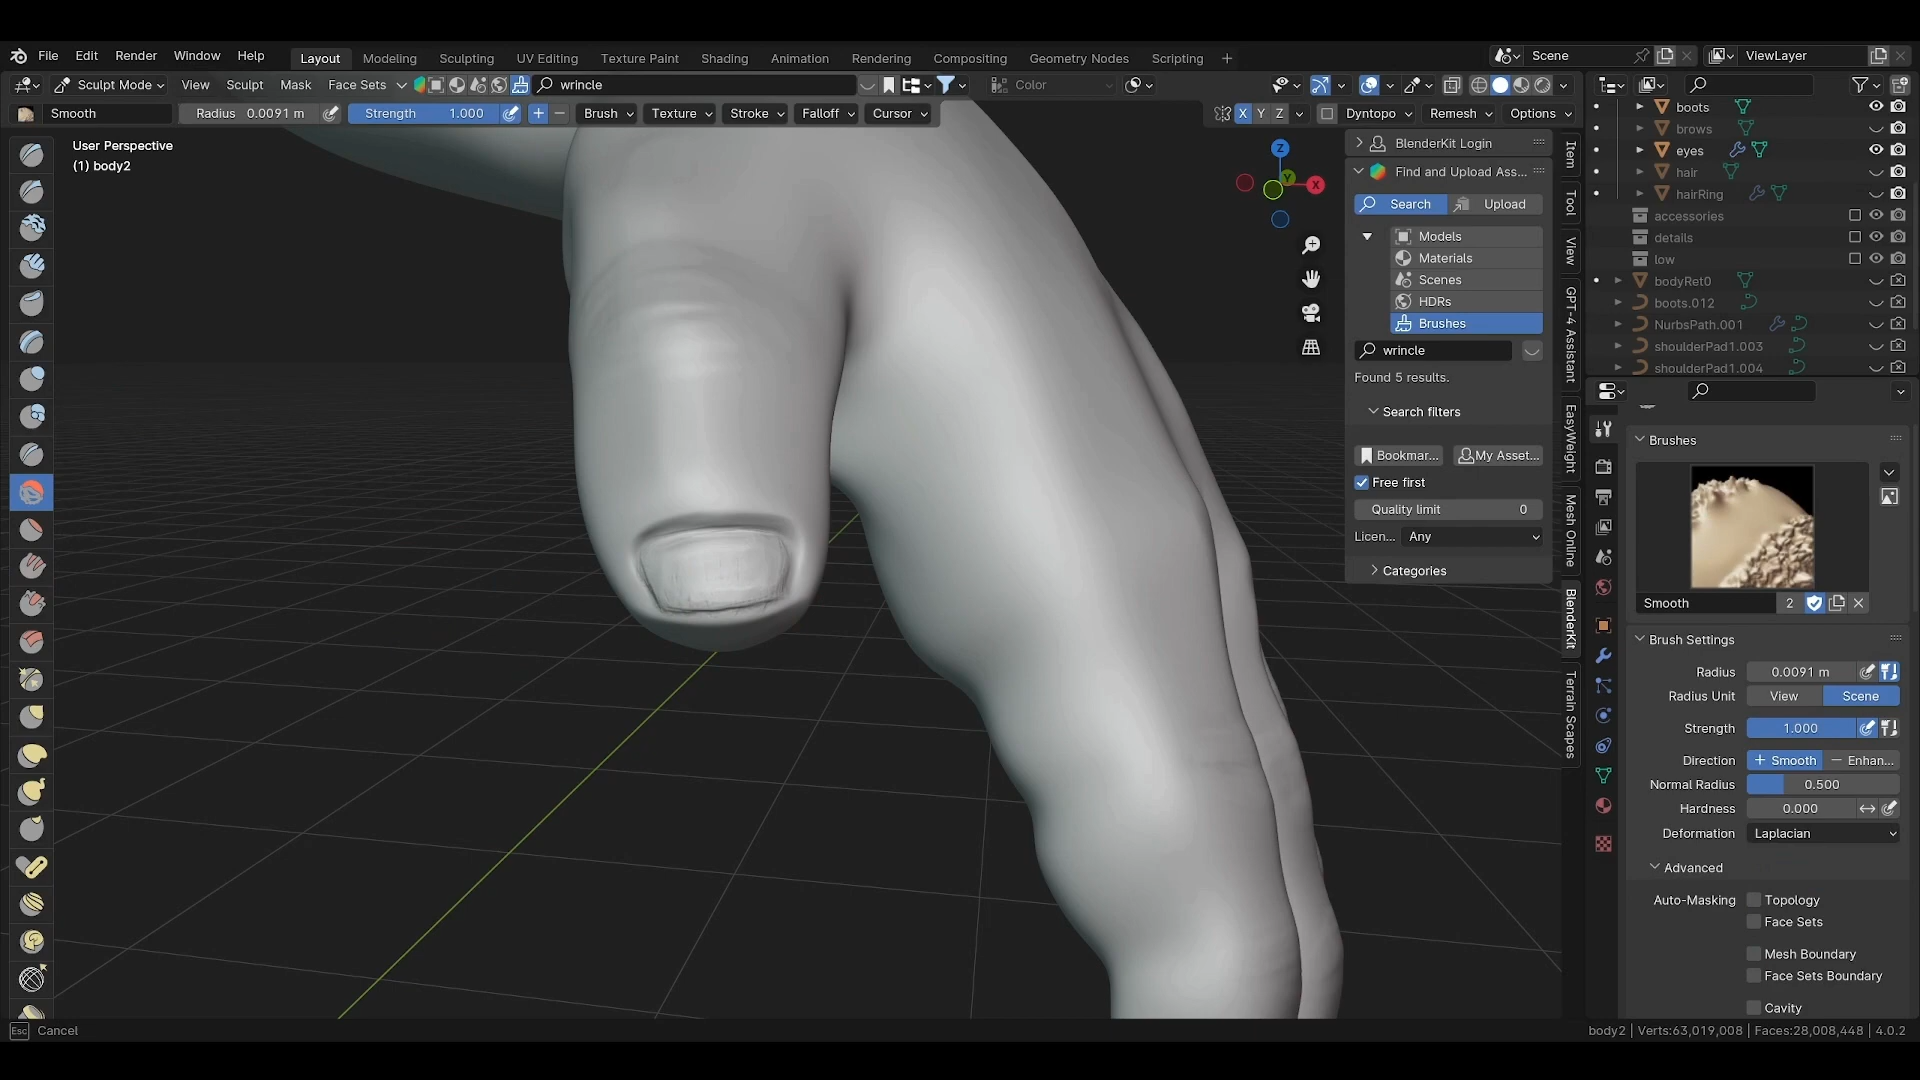 File Edit Render Window Help Layout Modeling Sculpting UV Editing Texture Paint Shading Animation Rendering Compositing Geometry Nodes Scripting + Scene ViewLayer
Sculpt Mode View Sculpt Mask Face Sets wrincle Color
Smooth Radius 0.0091 m Strength 1.000 Brush Texture Stroke Falloff Cursor X Y Z Dyntopo Remesh Options
User Perspective
(1) body2
Z
X
Y
BlenderKit Login
Find and Upload Ass...
Search Upload
Models
Materials
Scenes
HDRs
Brushes
wrincle
Found 5 results.
Search filters
Bookmar... My Asset...
Free first
Quality limit 0
Licen... Any
Categories
Item
Tool
View
GPT-4 Assistant
EasyWeight
Mesh Online
BlenderKit
Terrain Scapes
boots
brows
eyes
hair
hairRing
accessories
details
low
bodyRet0
boots.012
NurbsPath.001
shoulderPad1.003
shoulderPad1.004
Brushes
Smooth 2
Brush Settings
Radius 0.0091 m
Radius Unit View Scene
Strength 1.000
Direction + Smooth − Enhan...
Normal Radius 0.500
Hardness 0.000
Deformation Laplacian
Advanced
Auto-Masking Topology
Face Sets
Mesh Boundary
Face Sets Boundary
Cavity
Esc Cancel
body2 | Verts:63,019,008 | Faces:28,008,448 | 4.0.2